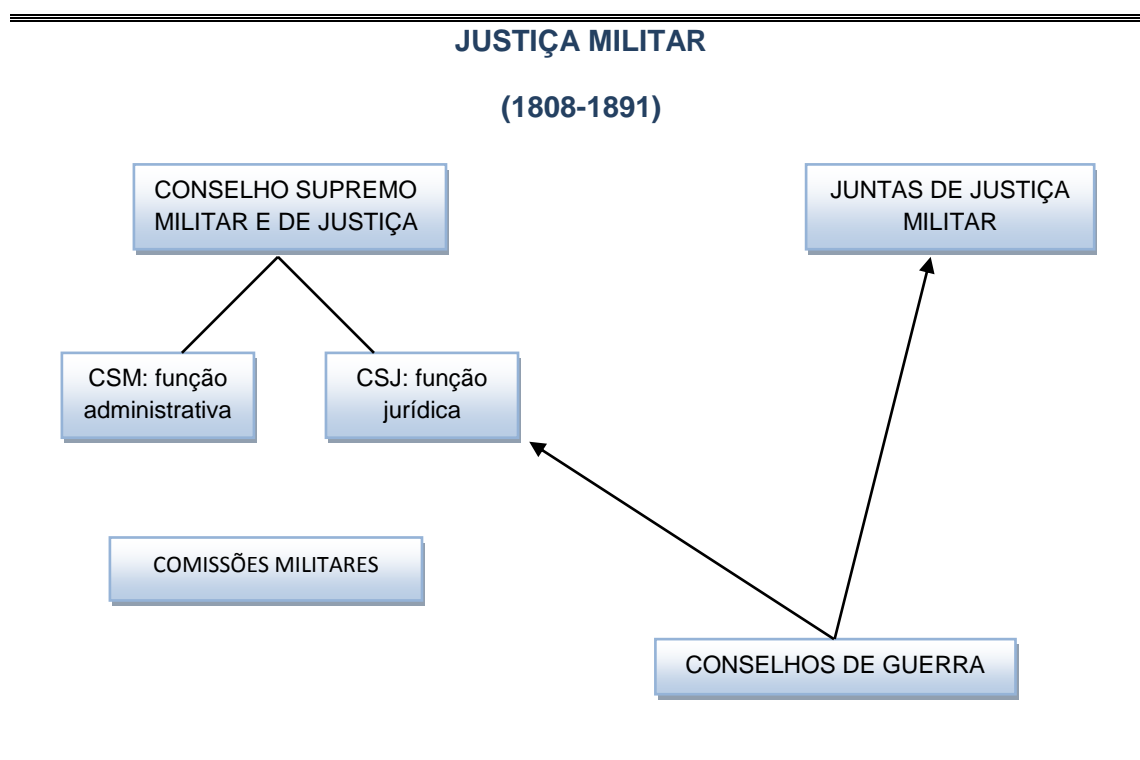 JUSTIÇA MILITAR
(1808-1891)
CONSELHO SUPREMO
MILITAR E DE JUSTIÇA
JUNTAS DE JUSTIÇA
MILITAR
CSM: função
administrativa
CSJ: função
jurídica
COMISSÕES MILITARES
CONSELHOS DE GUERRA